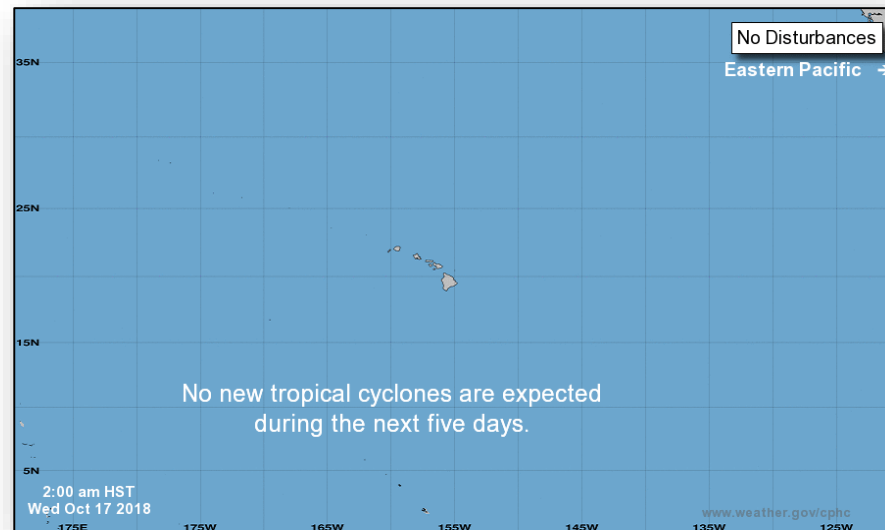 No Disturbances
35N
Eastern Pacific →
25N
15N
No new tropical cyclones are expected
during the next five days.
5N
2:00 am HST
Wed Oct 17 2018
www.weather.gov/cphc
175E 175W 165W 155W 145W 135W 125W